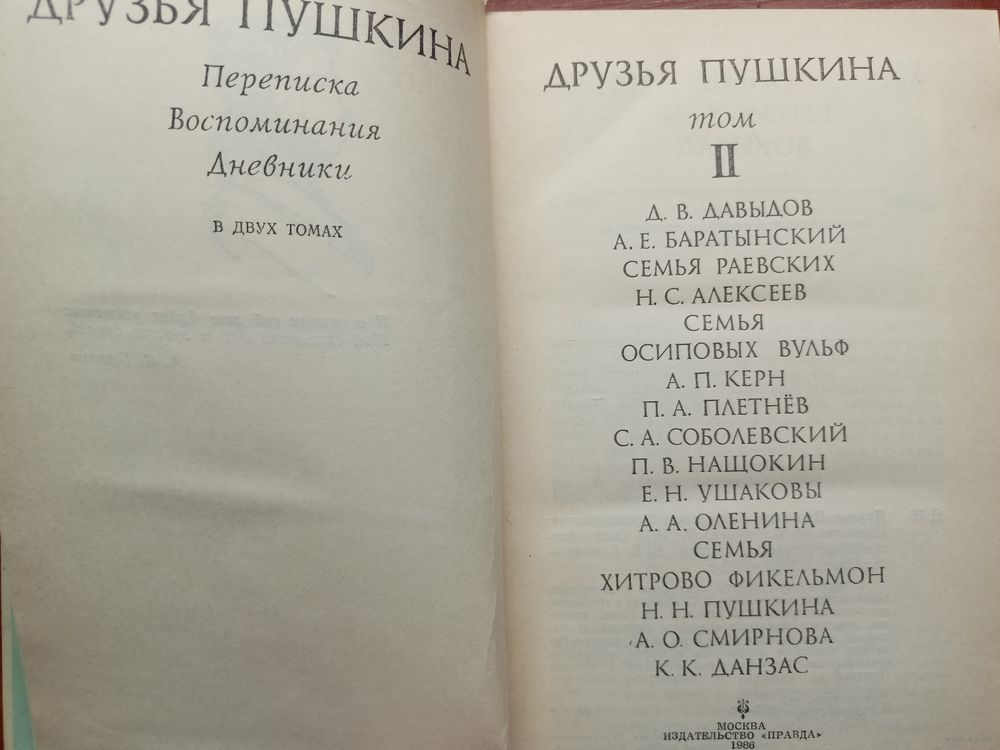 ДРУЗЬЯ ПУШКИНА
Переписка
Воспоминания
Дневники
В ДВУХ ТОМАХ
ДРУЗЬЯ ПУШКИНА
том
II
Д. В. ДАВЫДОВ
А. Е. БАРАТЫНСКИЙ
СЕМЬЯ РАЕВСКИХ
Н. С. АЛЕКСЕЕВ
СЕМЬЯ
ОСИПОВЫХ ВУЛЬФ
А. П. КЕРН
П. А. ПЛЕТНЁВ
С. А. СОБОЛЕВСКИЙ
П. В. НАЩОКИН
Е. Н. УШАКОВЫ
А. А. ОЛЕНИНА
СЕМЬЯ
ХИТРОВО ФИКЕЛЬМОН
Н. Н. ПУШКИНА
А. О. СМИРНОВА
К. К. ДАНЗАС
МОСКВА
ИЗДАТЕЛЬСТВО «ПРАВДА»
1986